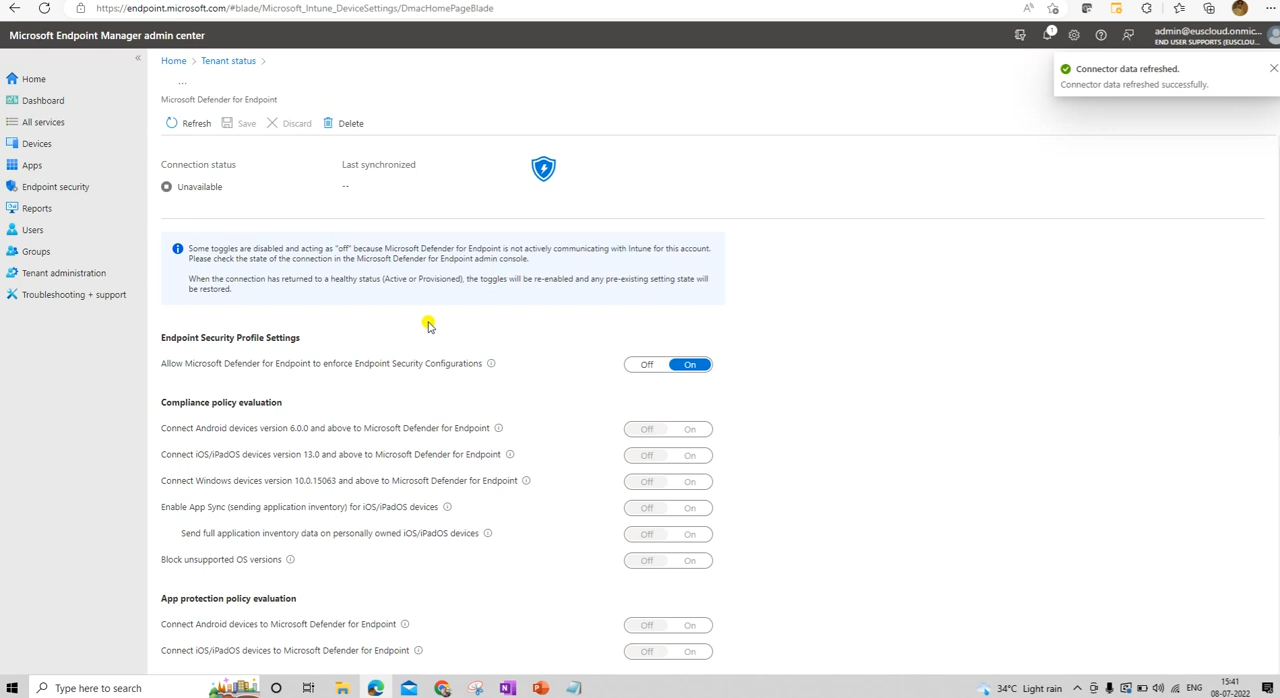 https://endpoint.microsoft.com/#blade/Microsoft_Intune_DeviceSettings/DmacHomePageBlade
Microsoft Endpoint Manager admin center
1
admin@euscloud.onmic...
END USER SUPPORTS (EUSCLOU...
«
Home > Tenant status >
Connector data refreshed.
Connector data refreshed successfully.
Home
Dashboard
All services
Devices
Apps
Endpoint security
Reports
Users
Groups
Tenant administration
Troubleshooting + support
...
Microsoft Defender for Endpoint
Refresh Save Discard Delete
Connection status Last synchronized
Unavailable --
Some toggles are disabled and acting as "off" because Microsoft Defender for Endpoint is not actively communicating with Intune for this account.
Please check the state of the connection in the Microsoft Defender for Endpoint admin console.
When the connection has returned to a healthy status (Active or Provisioned), the toggles will be re-enabled and any pre-existing setting state will
be restored.
Endpoint Security Profile Settings
Allow Microsoft Defender for Endpoint to enforce Endpoint Security Configurations Off On
Compliance policy evaluation
Connect Android devices version 6.0.0 and above to Microsoft Defender for Endpoint Off On
Connect iOS/iPadOS devices version 13.0 and above to Microsoft Defender for Endpoint Off On
Connect Windows devices version 10.0.15063 and above to Microsoft Defender for Endpoint Off On
Enable App Sync (sending application inventory) for iOS/iPadOS devices Off On
Send full application inventory data on personally owned iOS/iPadOS devices Off On
Block unsupported OS versions Off On
App protection policy evaluation
Connect Android devices to Microsoft Defender for Endpoint Off On
Connect iOS/iPadOS devices to Microsoft Defender for Endpoint Off On
Type here to search
34°C Light rain
ENG
15:41
08-07-2022